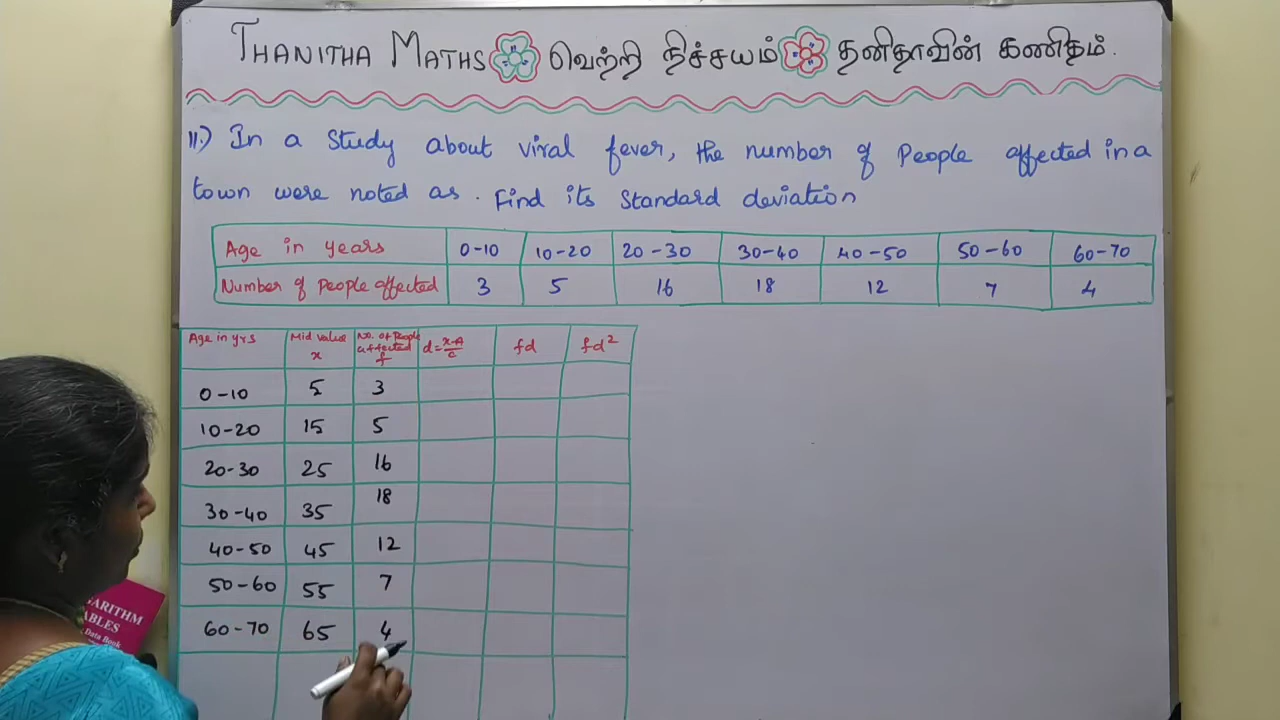 THANITHA MATHS வெற்றி நிச்சயம் தனிதாவின் கணிதம்.
11.) In a study about viral fever, the number of people affected in a
town were noted as. Find its standard deviation
Age in years 0-10 10-20 20-30 30-40 40-50 50-60 60-70
Number of people affected 3 5 16 18 12 7 4
Age in yrs Mid value x No. of People affected f d=x-A/c fd fd²
0-10 5 3
10-20 15 5
20-30 25 16
30-40 35 18
40-50 45 12
50-60 55 7
60-70 65 4
ARITHM
ABLES
Data Book